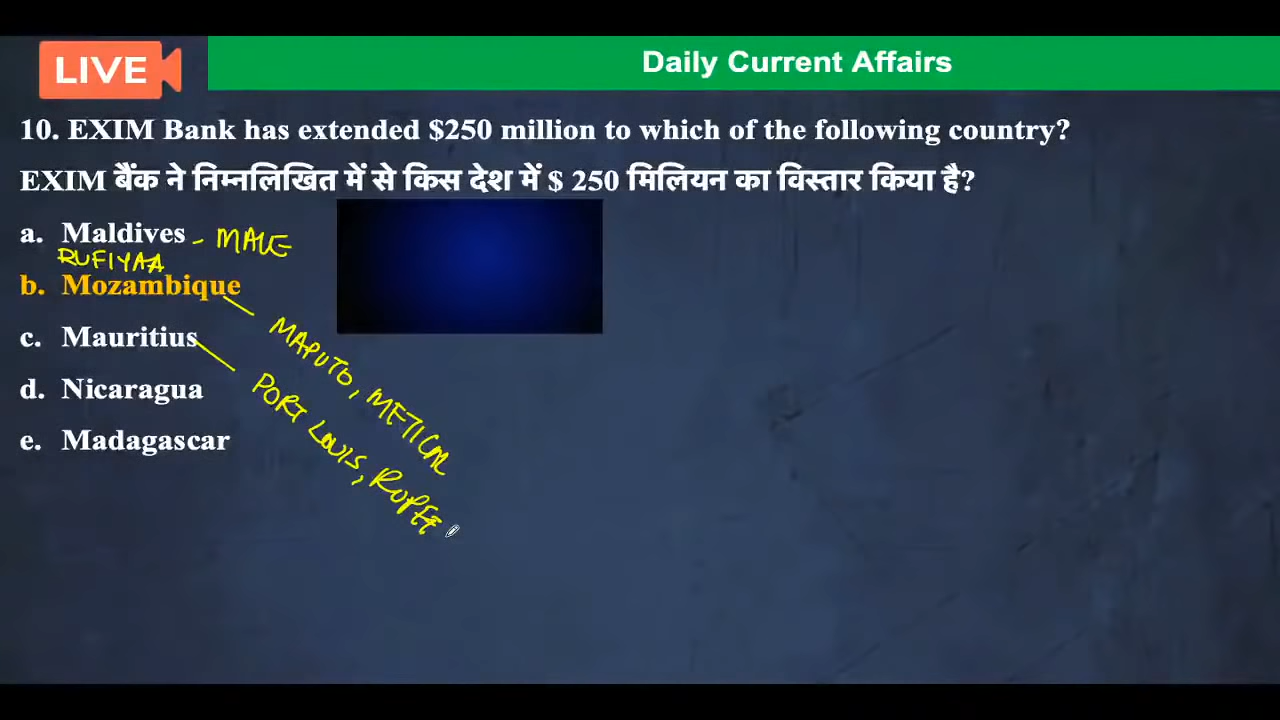 LIVE
Daily Current Affairs
10. EXIM Bank has extended $250 million to which of the following country?
EXIM बैंक ने निम्नलिखित में से किस देश में $ 250 मिलियन का विस्तार किया है?
a. Maldives - MALE
RUFIYAA
b. Mozambique
MAPUTO, METICAL
c. Mauritius
PORT LOUIS, RUPEE
d. Nicaragua
e. Madagascar